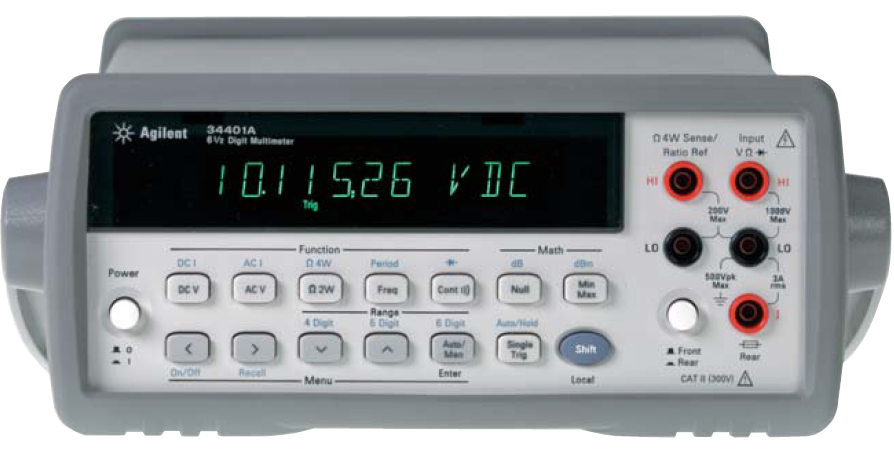 Agilent 34401A
6½ Digit Multimeter
10.115,26 VDC
Trig
Function
Math
DC I AC I Ω 4W Period dB dBm
DC V AC V Ω 2W Freq Cont Null Min Max
Range
4 Digit 5 Digit 6 Digit Auto/Hold
< > Auto/Man Single Trig Shift
On/Off Recall Enter Local
Menu
Power
0
1
Ω 4W Sense/ Ratio Ref
Input V Ω
HI HI
200V Max
1000V Max
LO LO
500Vpk Max
3A rms
I
Front
Rear
Rear
CAT II (300V)